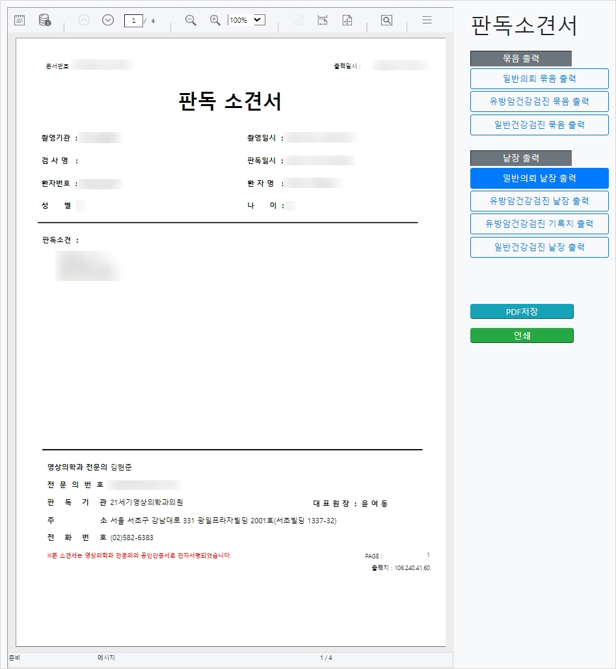 1 / 4
100%
문서번호
출력일시 :
판독 소견서
촬영기관 :
촬영일시 :
검 사 명 :
판독일시 :
환자번호 :
환 자 명 :
성 별
나 이 :
판독소견 :
영상의학과 전문의 김현준
전 문 의 번 호
판 독 기 관 21세기영상의학과의원
대 표 원 장 : 윤 여 동
주 소 서울 서초구 강남대로 331 광일프라자빌딩 2001호(서초빌딩 1337-32)
전 화 번 호 (02)582-6383
※본 소견서는 영상의학과 전문의의 공인인증서로 전자서명되었습니다.
PAGE : 1
출력지 : 106.240.41.60
준비
메시지
1 / 4
판독소견서
묶음 출력
일반의뢰 묶음 출력
유방암건강검진 묶음 출력
일반건강검진 묶음 출력
낱장 출력
일반의뢰 낱장 출력
유방암건강검진 낱장 출력
유방암건강검진 기록지 출력
일반건강검진 낱장 출력
PDF저장
인쇄